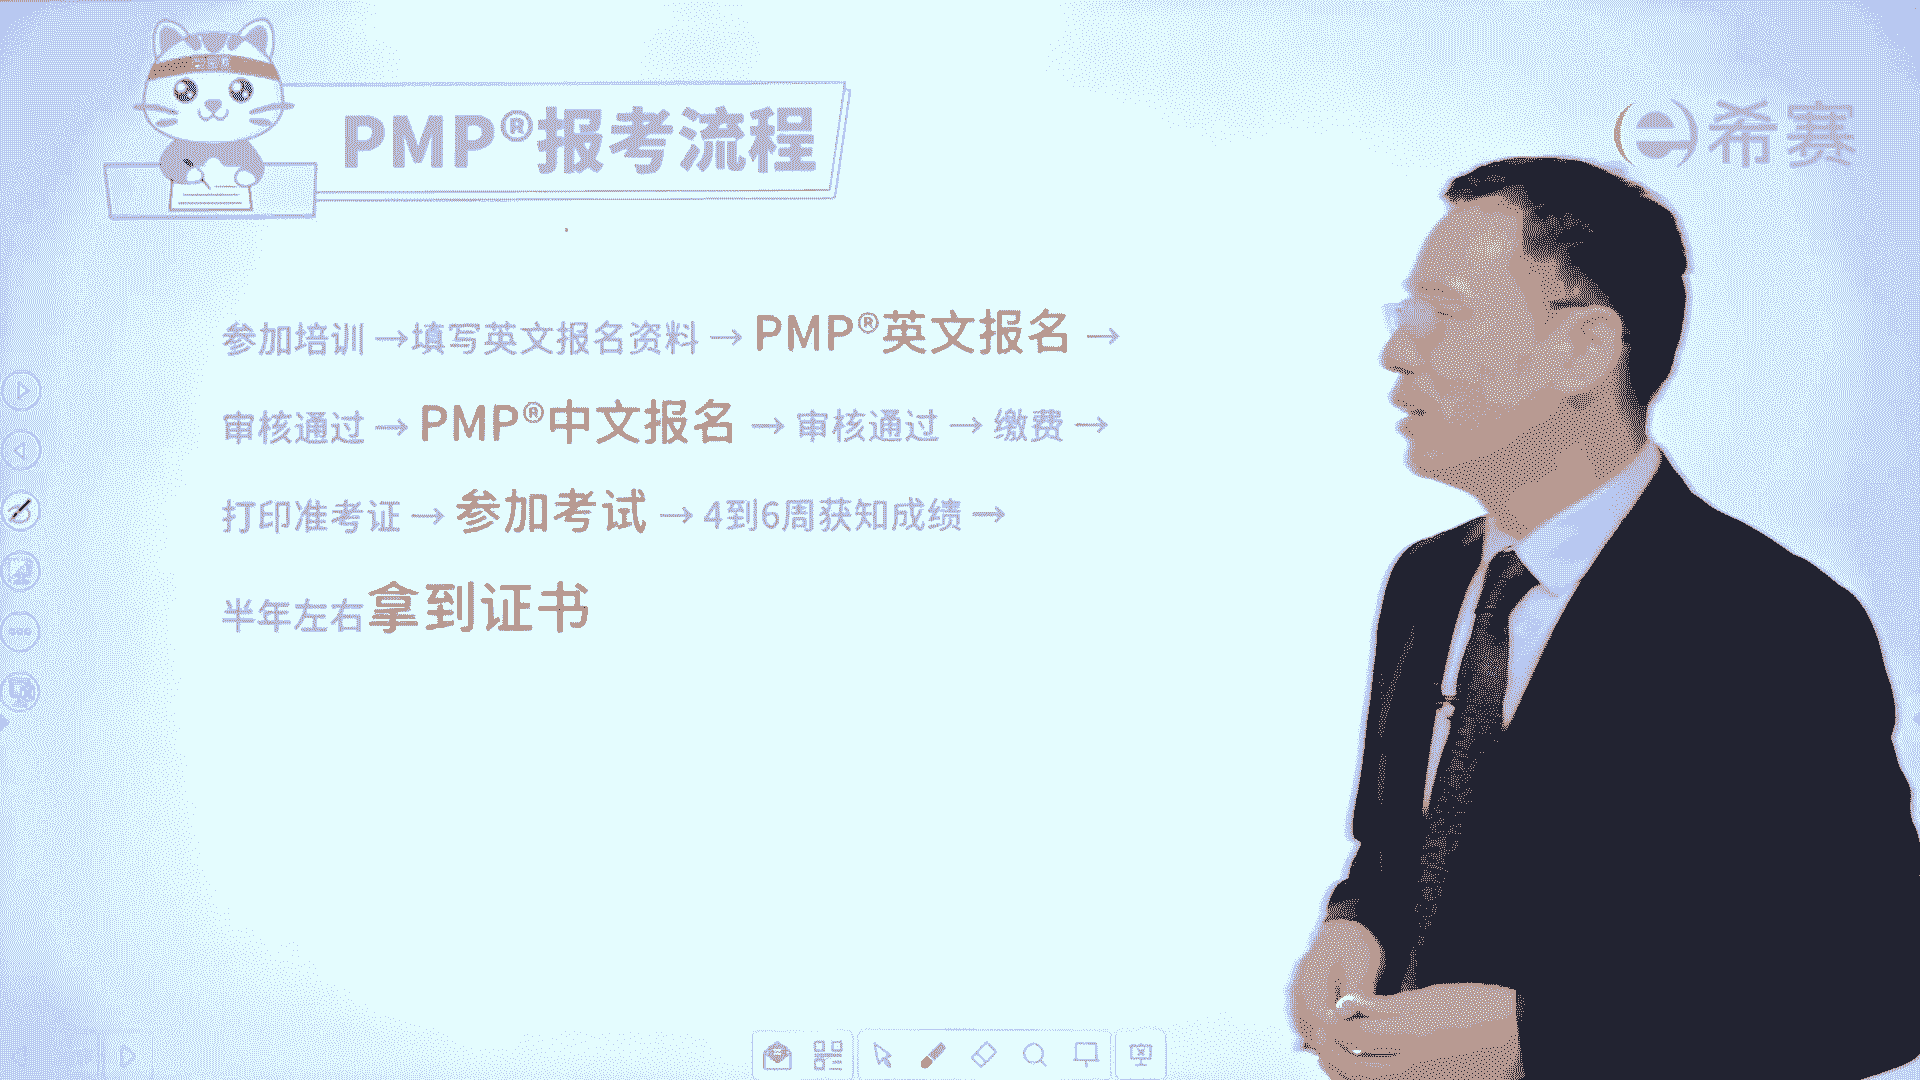 PMP®报考流程
希赛
参加培训 →填写英文报名资料 → PMP®英文报名 →
审核通过 → PMP®中文报名 → 审核通过 → 缴费 →
打印准考证 → 参加考试 → 4到6周获知成绩 →
半年左右拿到证书